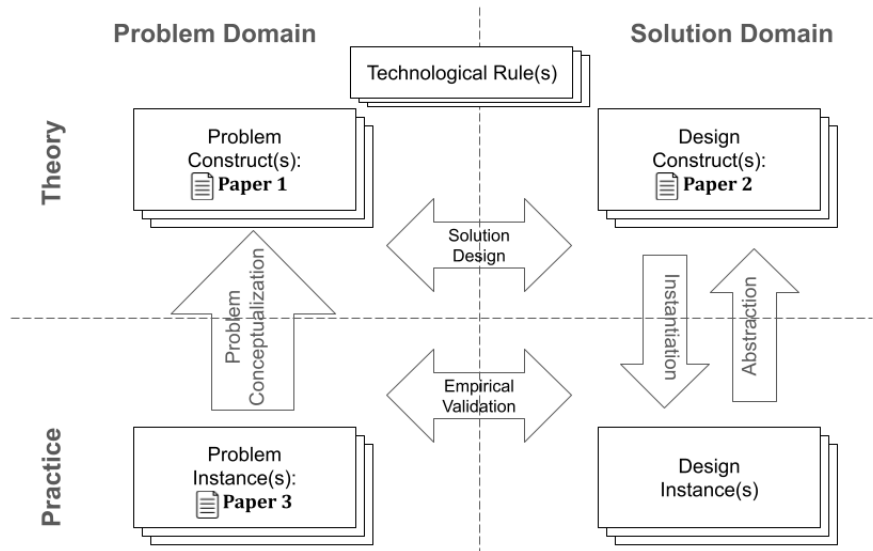 Problem Domain
Solution Domain
Technological Rule(s)
Theory
Problem
Construct(s):
Paper 1
Design
Construct(s):
Paper 2
Solution
Design
Problem
Conceptualization
Instantiation
Abstraction
Empirical
Validation
Practice
Problem
Instance(s):
Paper 3
Design
Instance(s)